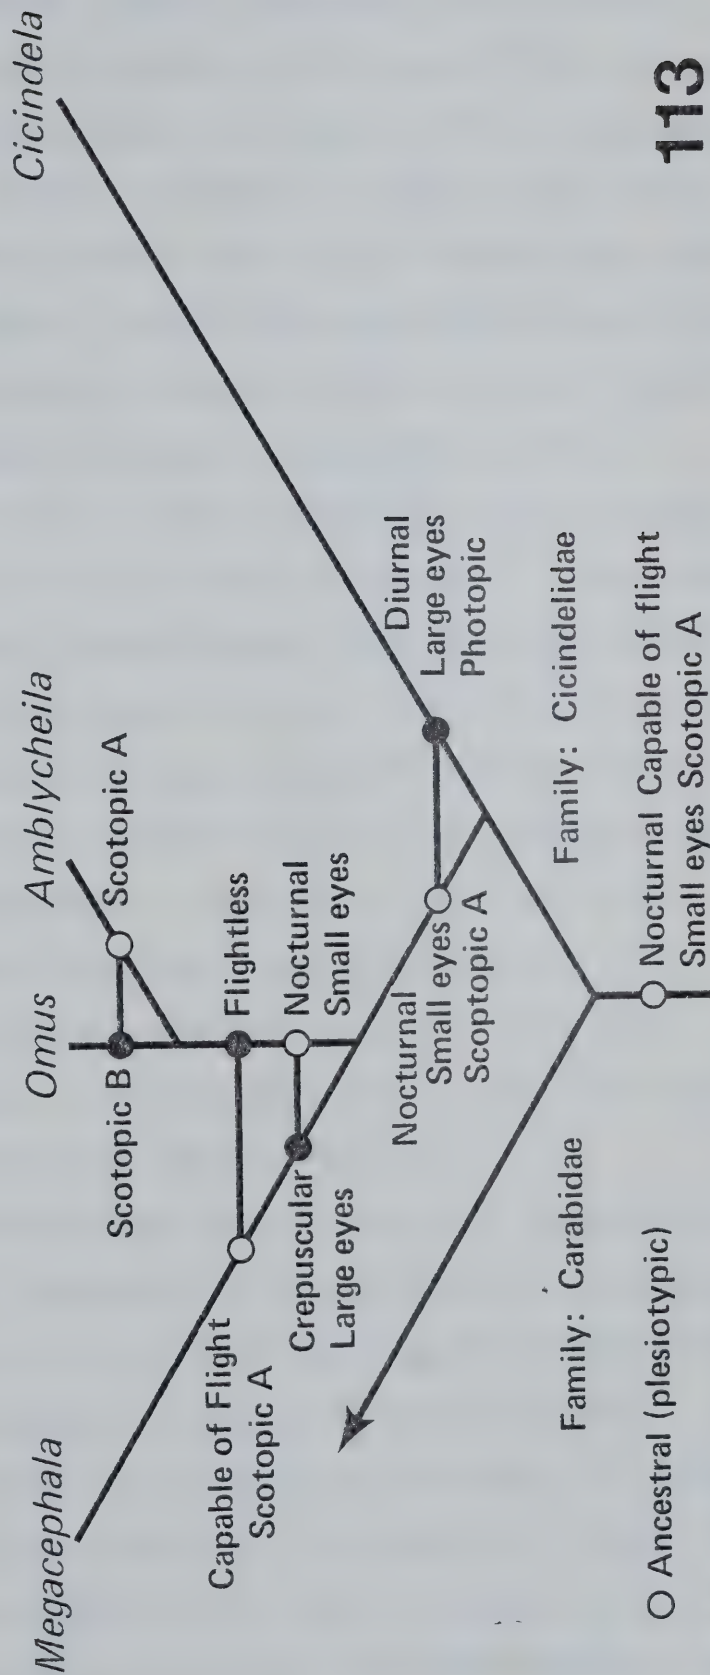 Megacephala
Omus
Amblycheila
Cicindela
Scotopic B
Scotopic A
Capable of Flight
Scotopic A
Flightless
Crepuscular
Large eyes
Nocturnal
Small eyes
Nocturnal
Small eyes
Scoptopic A
Diurnal
Large eyes
Photopic
Family: Carabidae
Family: Cicindelidae
Ancestral (plesiotypic)
Nocturnal Capable of flight
Small eyes Scotopic A
113